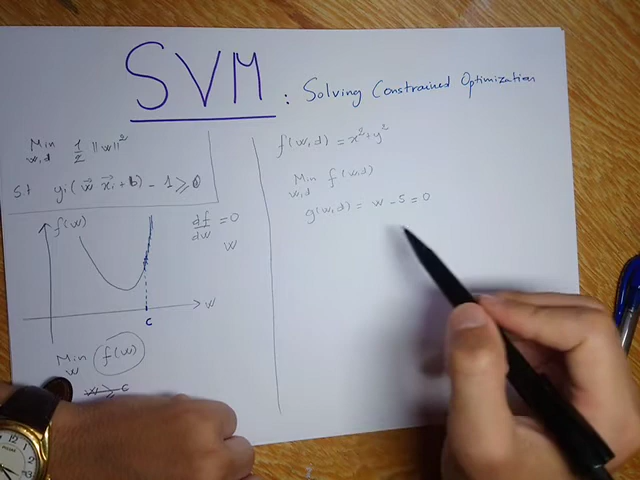 SVM : Solving Constrained Optimization
Min 1/2 ||w||²
w,d
s.t yi(w⃗ x⃗i + b) - 1 ≥ 0
f(w)
df/dw = 0
w
w
c
Min f(w)
w
w ≥ c
f(w,d) = x²+y²
Min f(w,d)
w,d
g(w,d) = w - 5 = 0